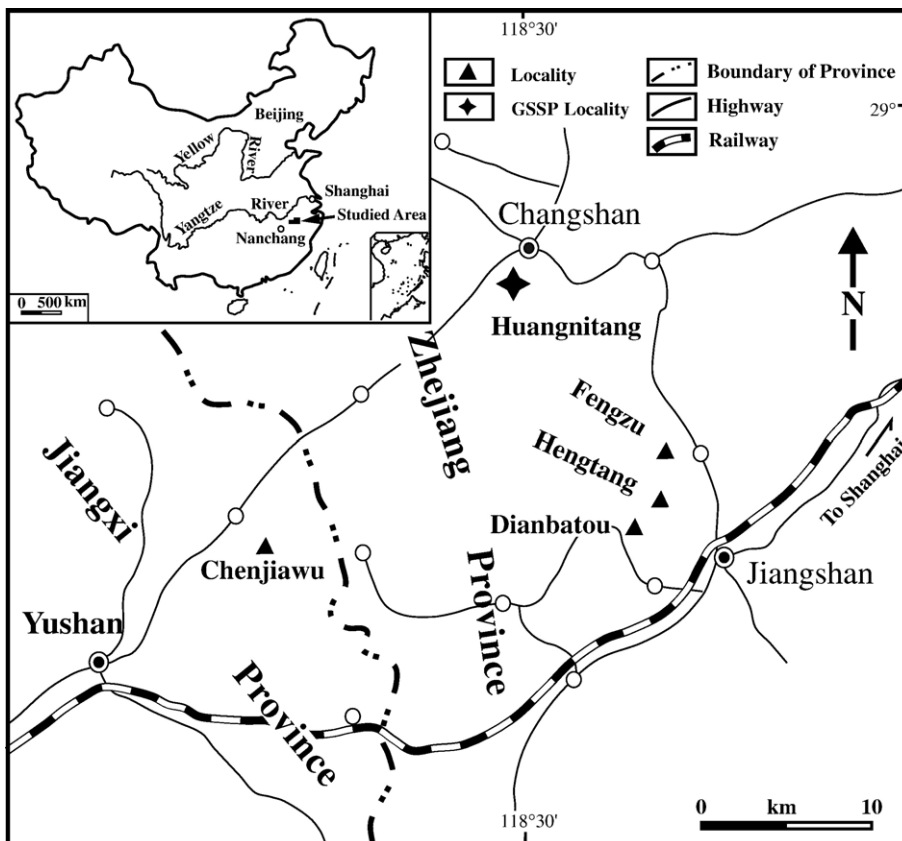 118°30'
Locality
GSSP Locality
Boundary of Province
Highway
Railway
29°
Beijing
Yellow
River
Shanghai
Yangtze
River
Studied Area
Nanchang
0 500 km
Changshan
Huangnitang
N
Zhejiang
Province
Fengzu
Hengtang
Dianbatou
To Shanghai
Jiangshan
Jiangxi
Province
Chenjiawu
Yushan
0 km 10
118°30'